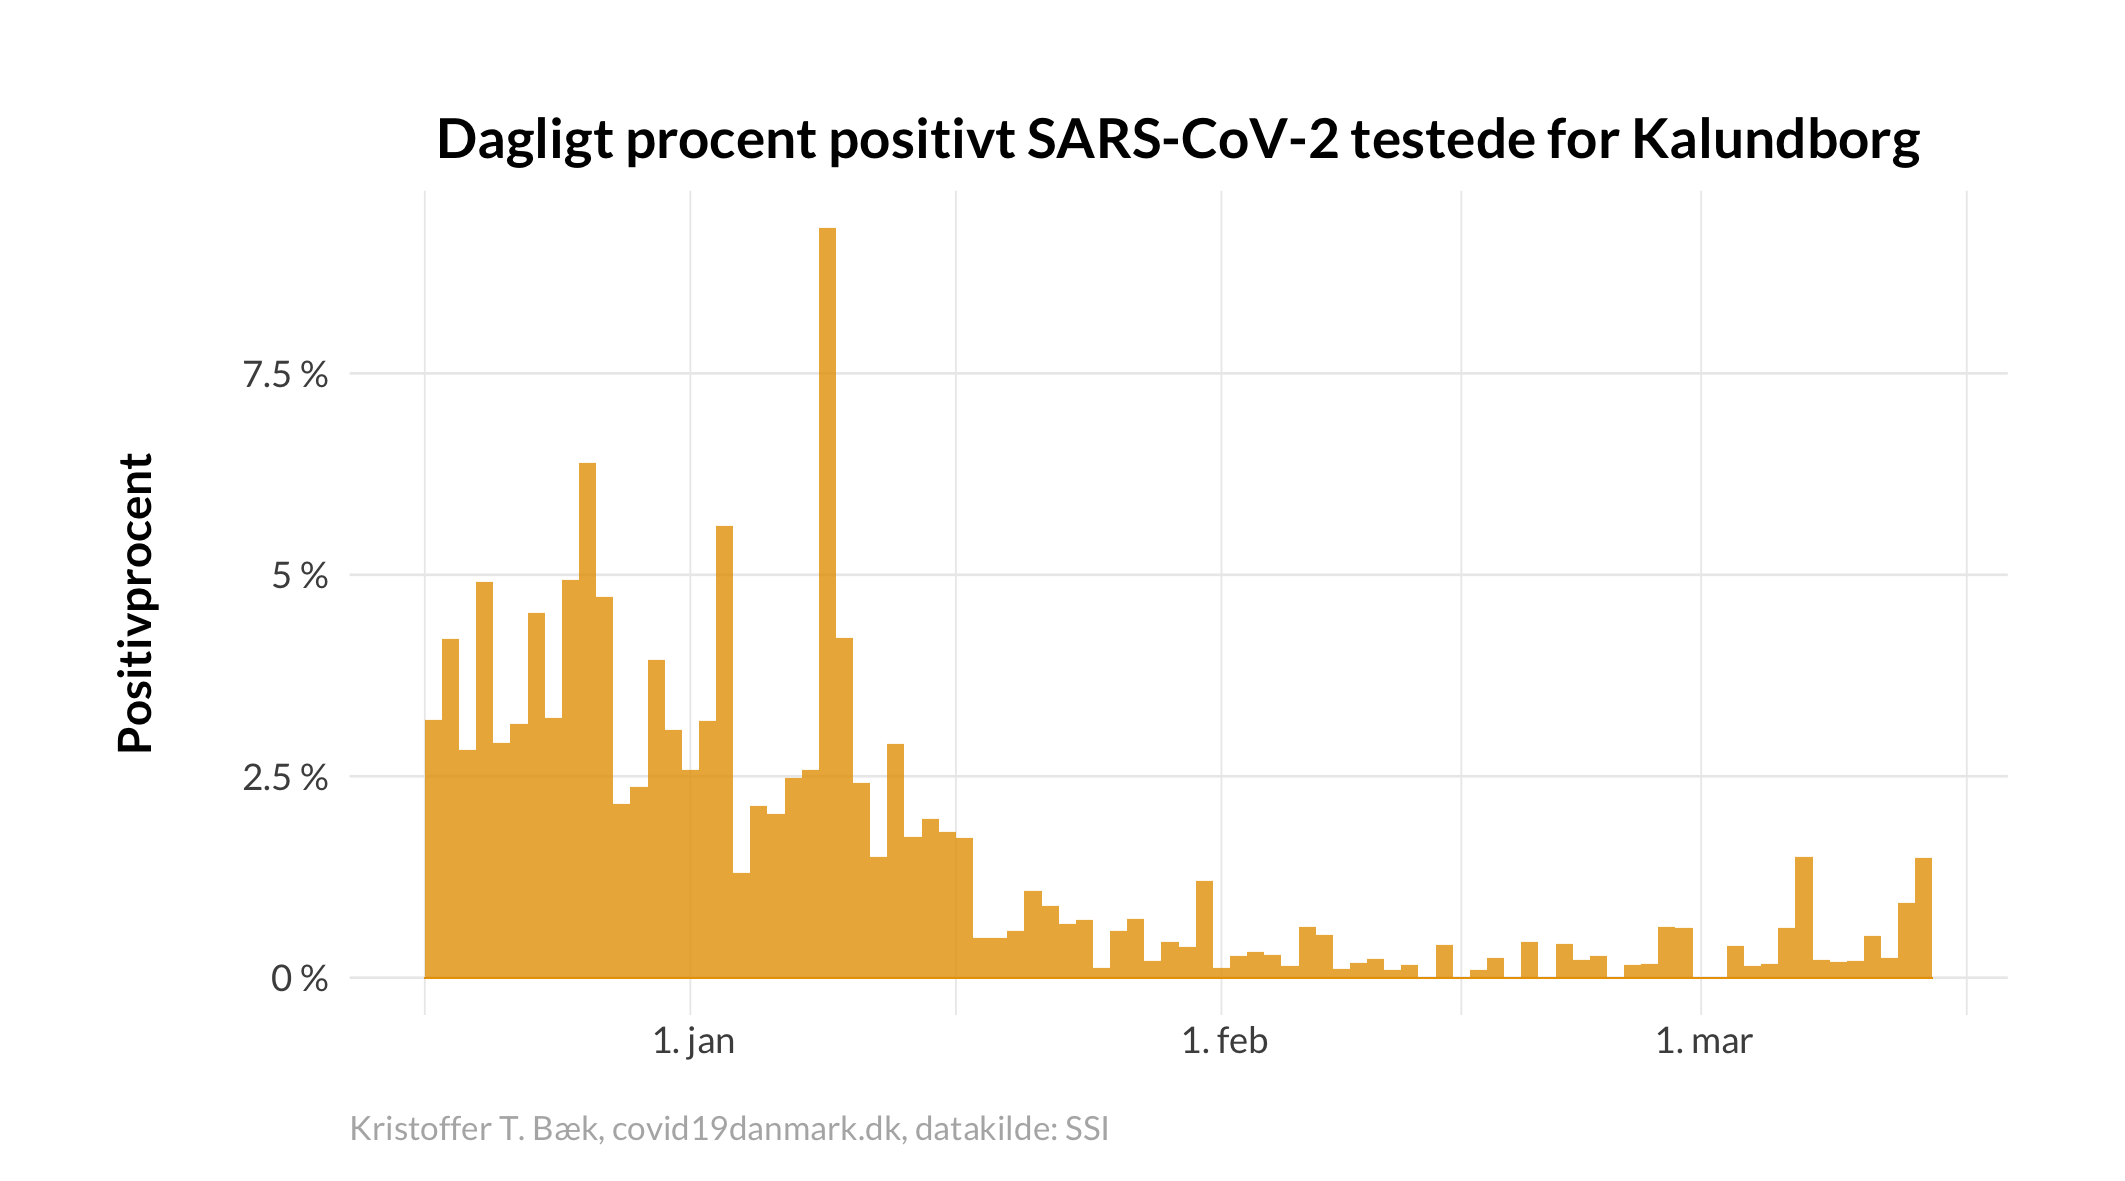 Dagligt procent positivt SARS-CoV-2 testede for Kalundborg
Positivprocent
7.5 %
5 %
2.5 %
0 %
1. jan
1. feb
1. mar
Kristoffer T. Bæk, covid19danmark.dk, datakilde: SSI